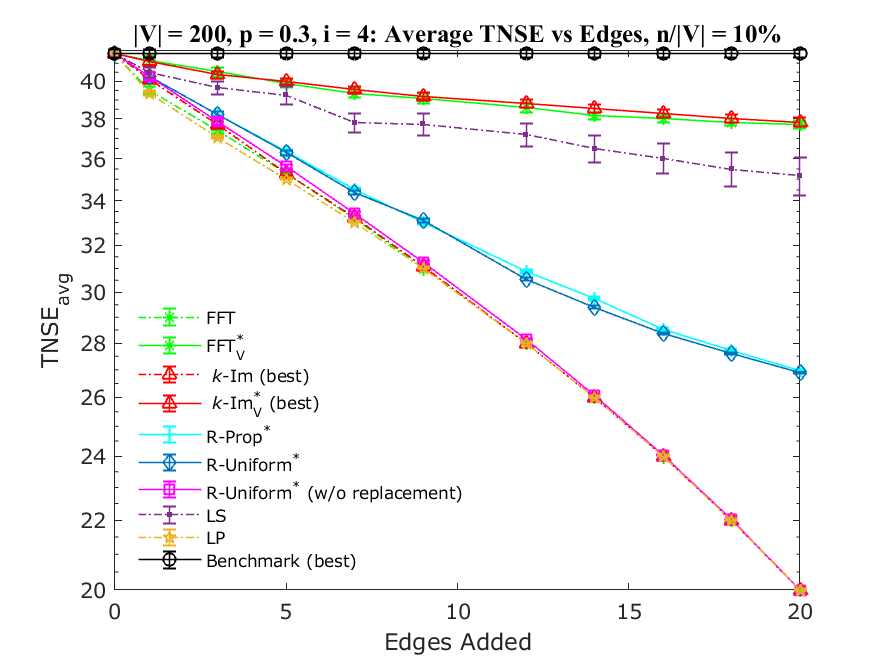 |V| = 200, p = 0.3, i = 4: Average TNSE vs Edges, n/|V| = 10%
40
38
36
34
32
30
28
26
24
22
20
TNSE_avg
FFT
FFT*_V
k-Im (best)
k-Im*_V (best)
R-Prop*
R-Uniform*
R-Uniform* (w/o replacement)
LS
LP
Benchmark (best)
0 5 10 15 20
Edges Added